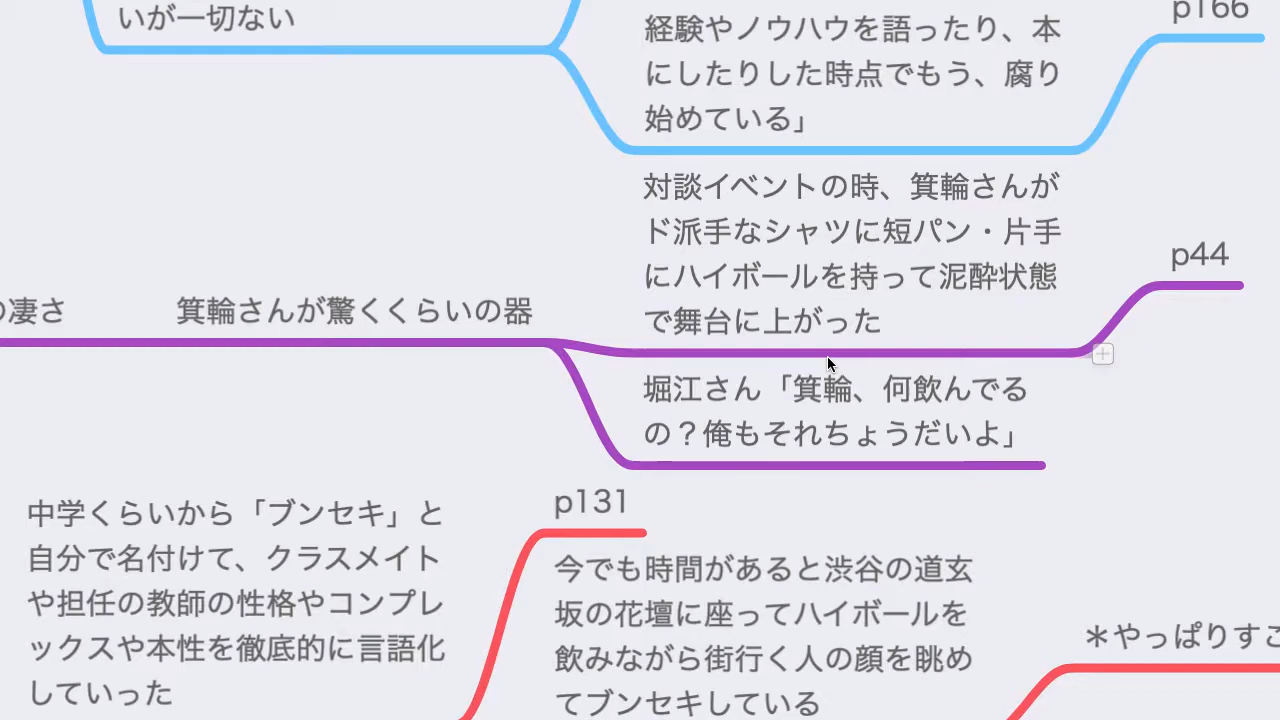 いが一切ない
経験やノウハウを語ったり、本
にしたりした時点でもう、腐り
始めている」
p166
対談イベントの時、箕輪さんが
ド派手なシャツに短パン・片手
にハイボールを持って泥酔状態
で舞台に上がった
p44
の凄さ
箕輪さんが驚くくらいの器
堀江さん「箕輪、何飲んでる
の？俺もそれちょうだいよ」
中学くらいから「ブンセキ」と
自分で名付けて、クラスメイト
や担任の教師の性格やコンプレ
ックスや本性を徹底的に言語化
していった
p131
今でも時間があると渋谷の道玄
坂の花壇に座ってハイボールを
飲みながら街行く人の顔を眺め
てブンセキしている
＊やっぱりすご